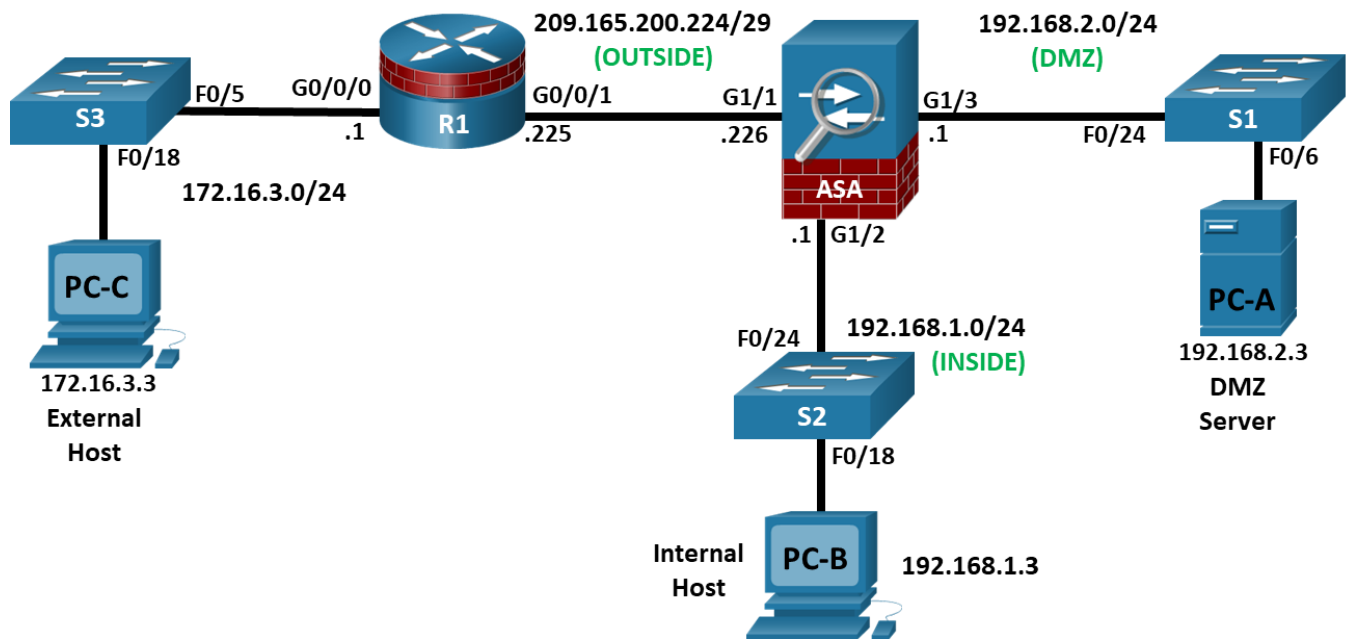 209.165.200.224/29
(OUTSIDE)
192.168.2.0/24
(DMZ)
S3
F0/5
G0/0/0
.1
R1
G0/0/1
.225
G1/1
.226
ASA
G1/3
.1
F0/24
S1
F0/6
F0/18
172.16.3.0/24
.1
G1/2
PC-C
172.16.3.3
External
Host
PC-A
192.168.2.3
DMZ
Server
F0/24
192.168.1.0/24
(INSIDE)
S2
F0/18
Internal
Host
PC-B
192.168.1.3